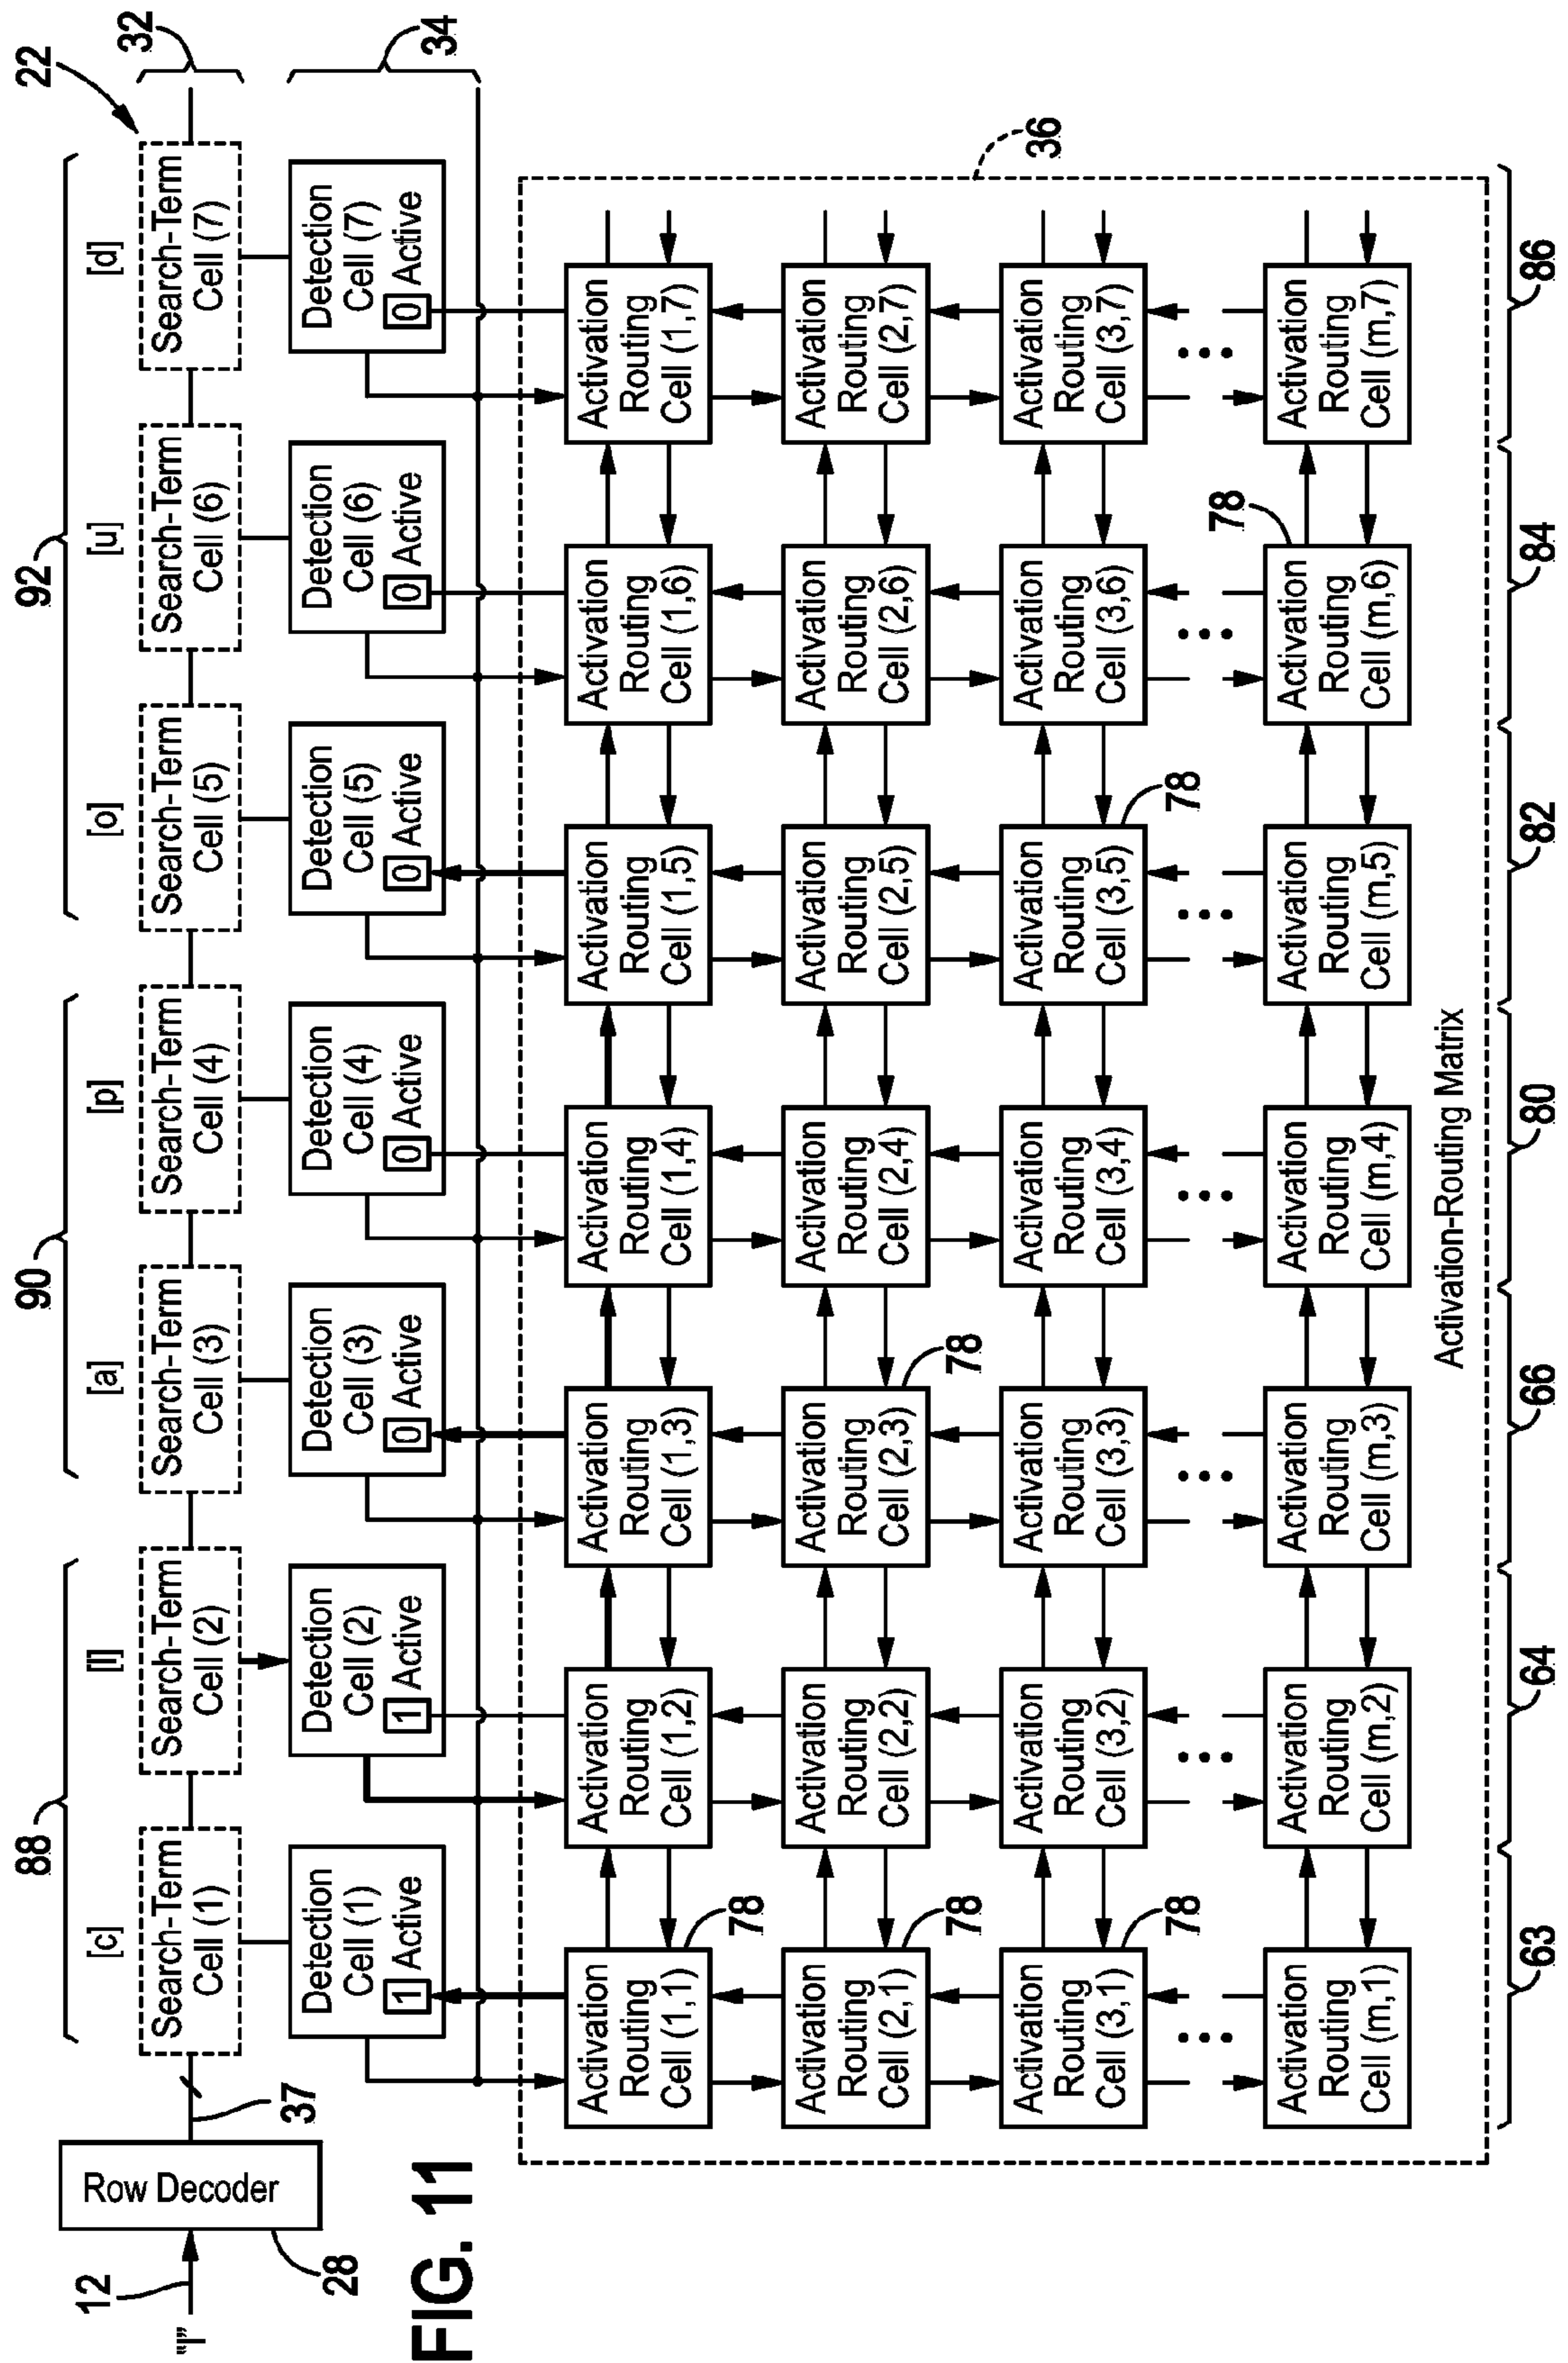 92
90
88
22
32
34
[c]
[l]
[a]
[p]
[o]
[u]
[d]
"l"
12
Row Decoder
28
37
Search-Term
Cell (1)
Search-Term
Cell (2)
Search-Term
Cell (3)
Search-Term
Cell (4)
Search-Term
Cell (5)
Search-Term
Cell (6)
Search-Term
Cell (7)
Detection
Cell (1)
1 Active
Detection
Cell (2)
1 Active
Detection
Cell (3)
0 Active
Detection
Cell (4)
0 Active
Detection
Cell (5)
0 Active
Detection
Cell (6)
0 Active
Detection
Cell (7)
0 Active
FIG. 11
36
Activation
Routing
Cell (1,1)
78
Activation
Routing
Cell (1,2)
Activation
Routing
Cell (1,3)
Activation
Routing
Cell (1,4)
Activation
Routing
Cell (1,5)
Activation
Routing
Cell (1,6)
Activation
Routing
Cell (1,7)
Activation
Routing
Cell (2,1)
78
Activation
Routing
Cell (2,2)
Activation
Routing
Cell (2,3)
78
Activation
Routing
Cell (2,4)
Activation
Routing
Cell (2,5)
Activation
Routing
Cell (2,6)
Activation
Routing
Cell (2,7)
Activation
Routing
Cell (3,1)
78
Activation
Routing
Cell (3,2)
Activation
Routing
Cell (3,3)
Activation
Routing
Cell (3,4)
Activation
Routing
Cell (3,5)
78
Activation
Routing
Cell (3,6)
Activation
Routing
Cell (3,7)
Activation
Routing
Cell (m,1)
Activation
Routing
Cell (m,2)
Activation
Routing
Cell (m,3)
Activation
Routing
Cell (m,4)
Activation
Routing
Cell (m,5)
Activation
Routing
Cell (m,6)
78
Activation
Routing
Cell (m,7)
Activation-Routing Matrix
63
64
66
80
82
84
86